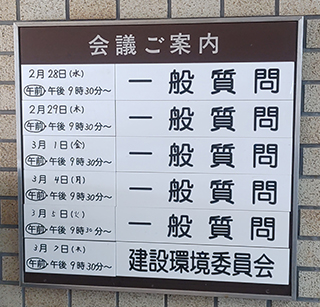 会議ご案内
2月28日(水) 一般質問
午前・午後 9時30分～
2月29日(木) 一般質問
午前・午後 9時30分～
3月 1日(金) 一般質問
午前・午後 9時30分～
3月 4日(月) 一般質問
午前・午後 9時30分～
3月 5日(火) 一般質問
午前・午後 9時30分～
3月 7日(木) 建設環境委員会
午前・午後 9時30分～